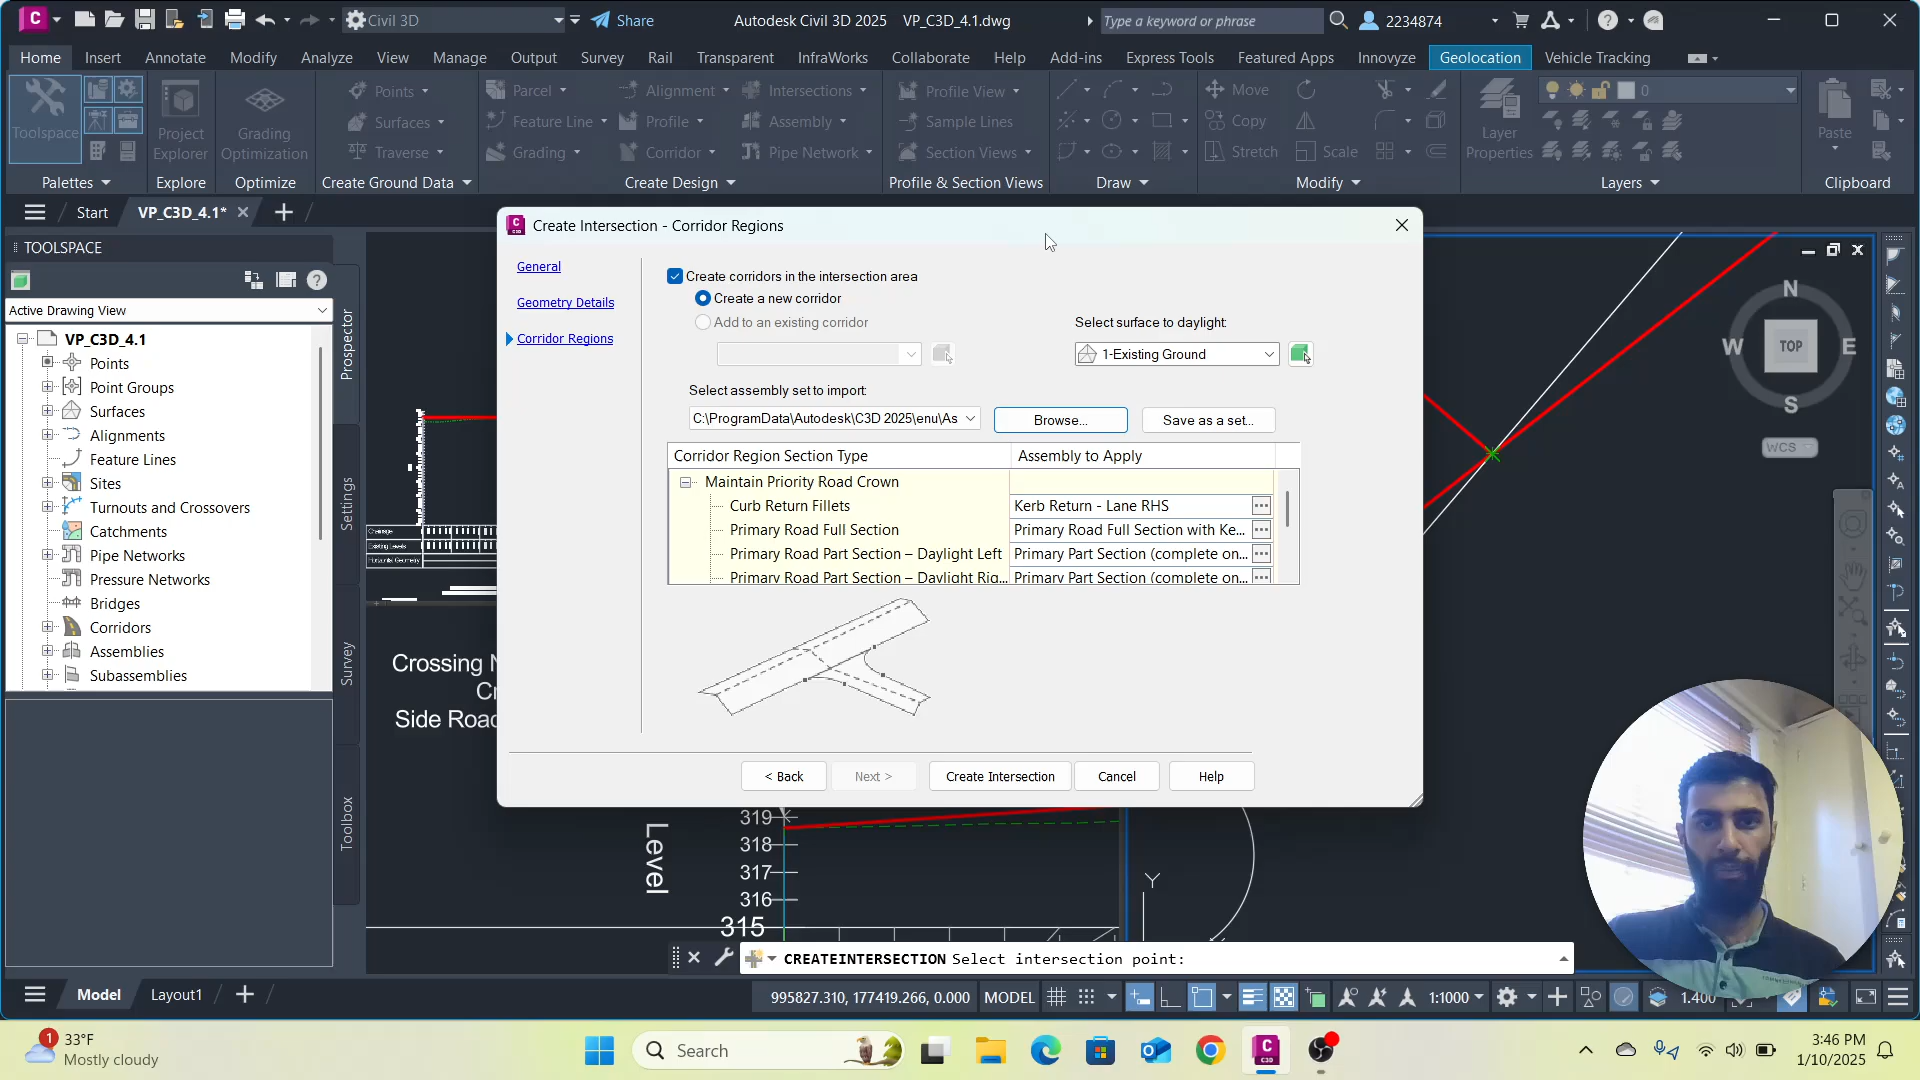 Civil 3D
Share
Autodesk Civil 3D 2025 VP_C3D_4.1.dwg
Type a keyword or phrase
2234874
Home Insert Annotate Modify Analyze View Manage Output Survey Rail Transparent InfraWorks Collaborate Help Add-ins Express Tools Featured Apps Innovyze Geolocation Vehicle Tracking
Toolspace
Palettes
Project
Explorer
Explore
Grading
Optimization
Optimize
Points
Surfaces
Traverse
Create Ground Data
Parcel
Feature Line
Grading
Alignment
Profile
Corridor
Intersections
Assembly
Pipe Network
Create Design
Profile View
Sample Lines
Section Views
Profile & Section Views
Draw
Move
Copy
Stretch
Scale
Modify
Layer
Properties
0
Layers
Paste
Clipboard
Start
VP_C3D_4.1*
TOOLSPACE
Active Drawing View
VP_C3D_4.1
Points
Point Groups
Surfaces
Alignments
Feature Lines
Sites
Turnouts and Crossovers
Catchments
Pipe Networks
Pressure Networks
Bridges
Corridors
Assemblies
Subassemblies
Prospector
Settings
Survey
Toolbox
Create Intersection - Corridor Regions
General
Geometry Details
Corridor Regions
Create corridors in the intersection area
Create a new corridor
Add to an existing corridor
Select surface to daylight:
1-Existing Ground
Select assembly set to import:
C:\ProgramData\Autodesk\C3D 2025\enu\As
Browse...
Save as a set...
Corridor Region Section Type Assembly to Apply
Maintain Priority Road Crown
Curb Return Fillets Kerb Return - Lane RHS
Primary Road Full Section Primary Road Full Section with Ke...
Primary Road Part Section – Daylight Left Primary Part Section (complete on...
Primary Road Part Section – Daylight Rig... Primary Part Section (complete on...
< Back
Next >
Create Intersection
Cancel
Help
N
W
TOP
E
S
WCS
Crossing
Side Road
Level
319
318
317
316
315
Y
CREATEINTERSECTION Select intersection point:
Model
Layout1
995827.310, 177419.266, 0.000
MODEL
1:1000
1.400
1
33°F
Mostly cloudy
Search
3:46 PM
1/10/2025